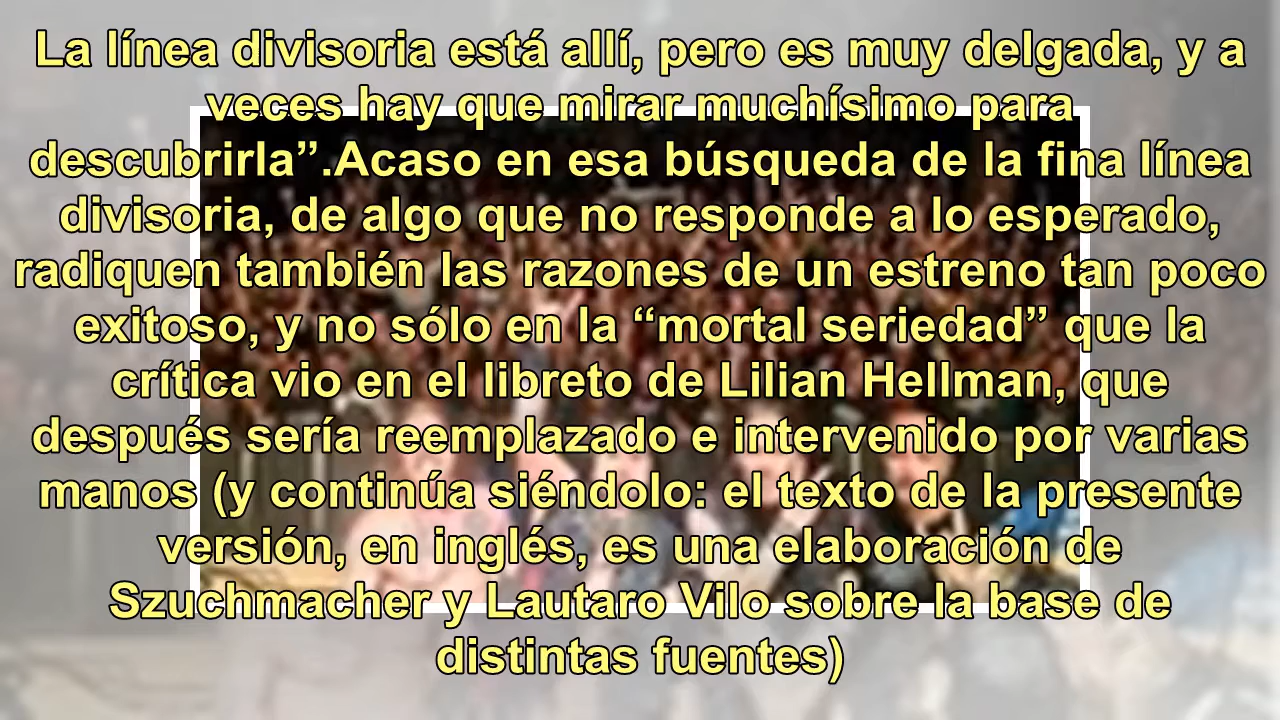 La línea divisoria está allí, pero es muy delgada, y a
veces hay que mirar muchísimo para
descubrirla”.Acaso en esa búsqueda de la fina línea
divisoria, de algo que no responde a lo esperado,
radiquen también las razones de un estreno tan poco
exitoso, y no sólo en la “mortal seriedad” que la
crítica vio en el libreto de Lilian Hellman, que
después sería reemplazado e intervenido por varias
manos (y continúa siéndolo: el texto de la presente
versión, en inglés, es una elaboración de
Szuchmacher y Lautaro Vilo sobre la base de
distintas fuentes)